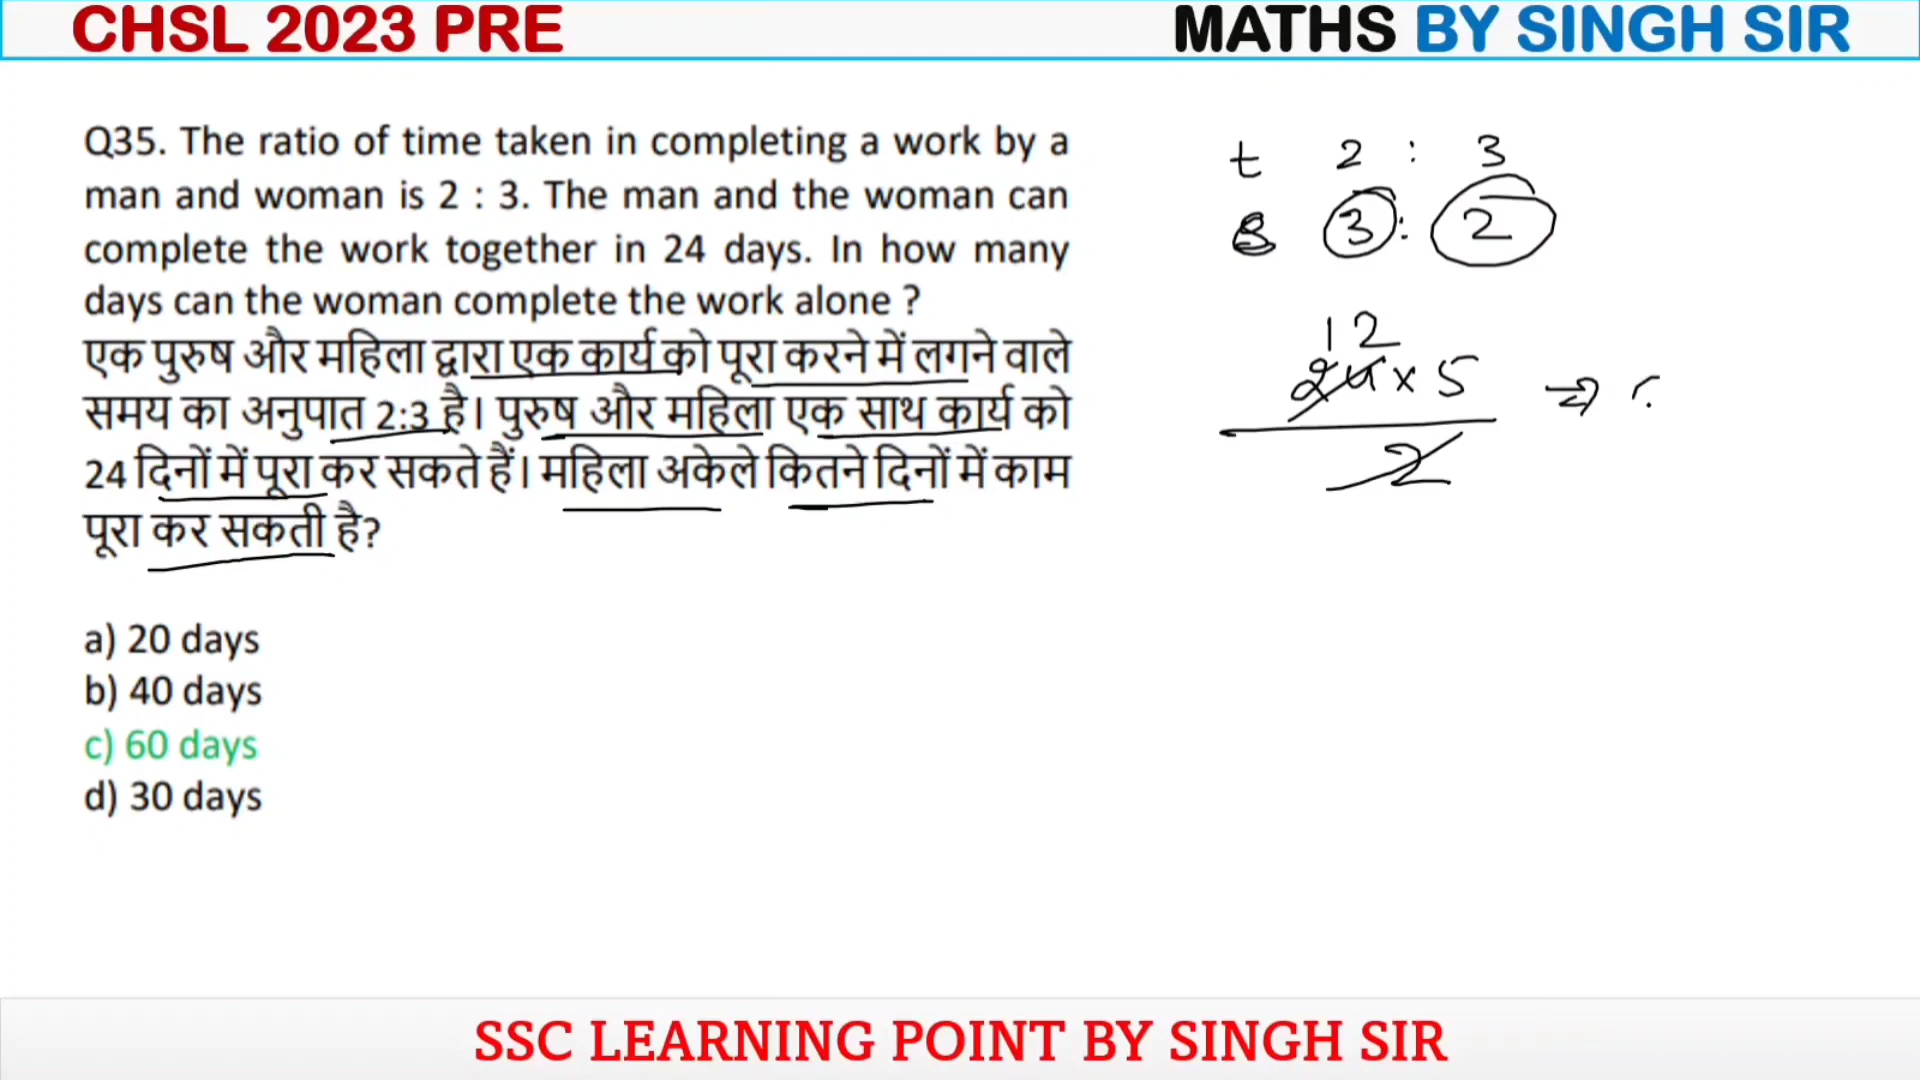 CHSL 2023 PRE
MATHS BY SINGH SIR
Q35. The ratio of time taken in completing a work by a
man and woman is 2 : 3. The man and the woman can
complete the work together in 24 days. In how many
days can the woman complete the work alone ?
एक पुरुष और महिला द्वारा एक कार्य को पूरा करने में लगने वाले
समय का अनुपात 2:3 है। पुरुष और महिला एक साथ कार्य को
24 दिनों में पूरा कर सकते हैं। महिला अकेले कितने दिनों में काम
पूरा कर सकती है?
a) 20 days
b) 40 days
c) 60 days
d) 30 days
t 2 : 3
3 : 2
12
24 x 5 ⇒
2
SSC LEARNING POINT BY SINGH SIR